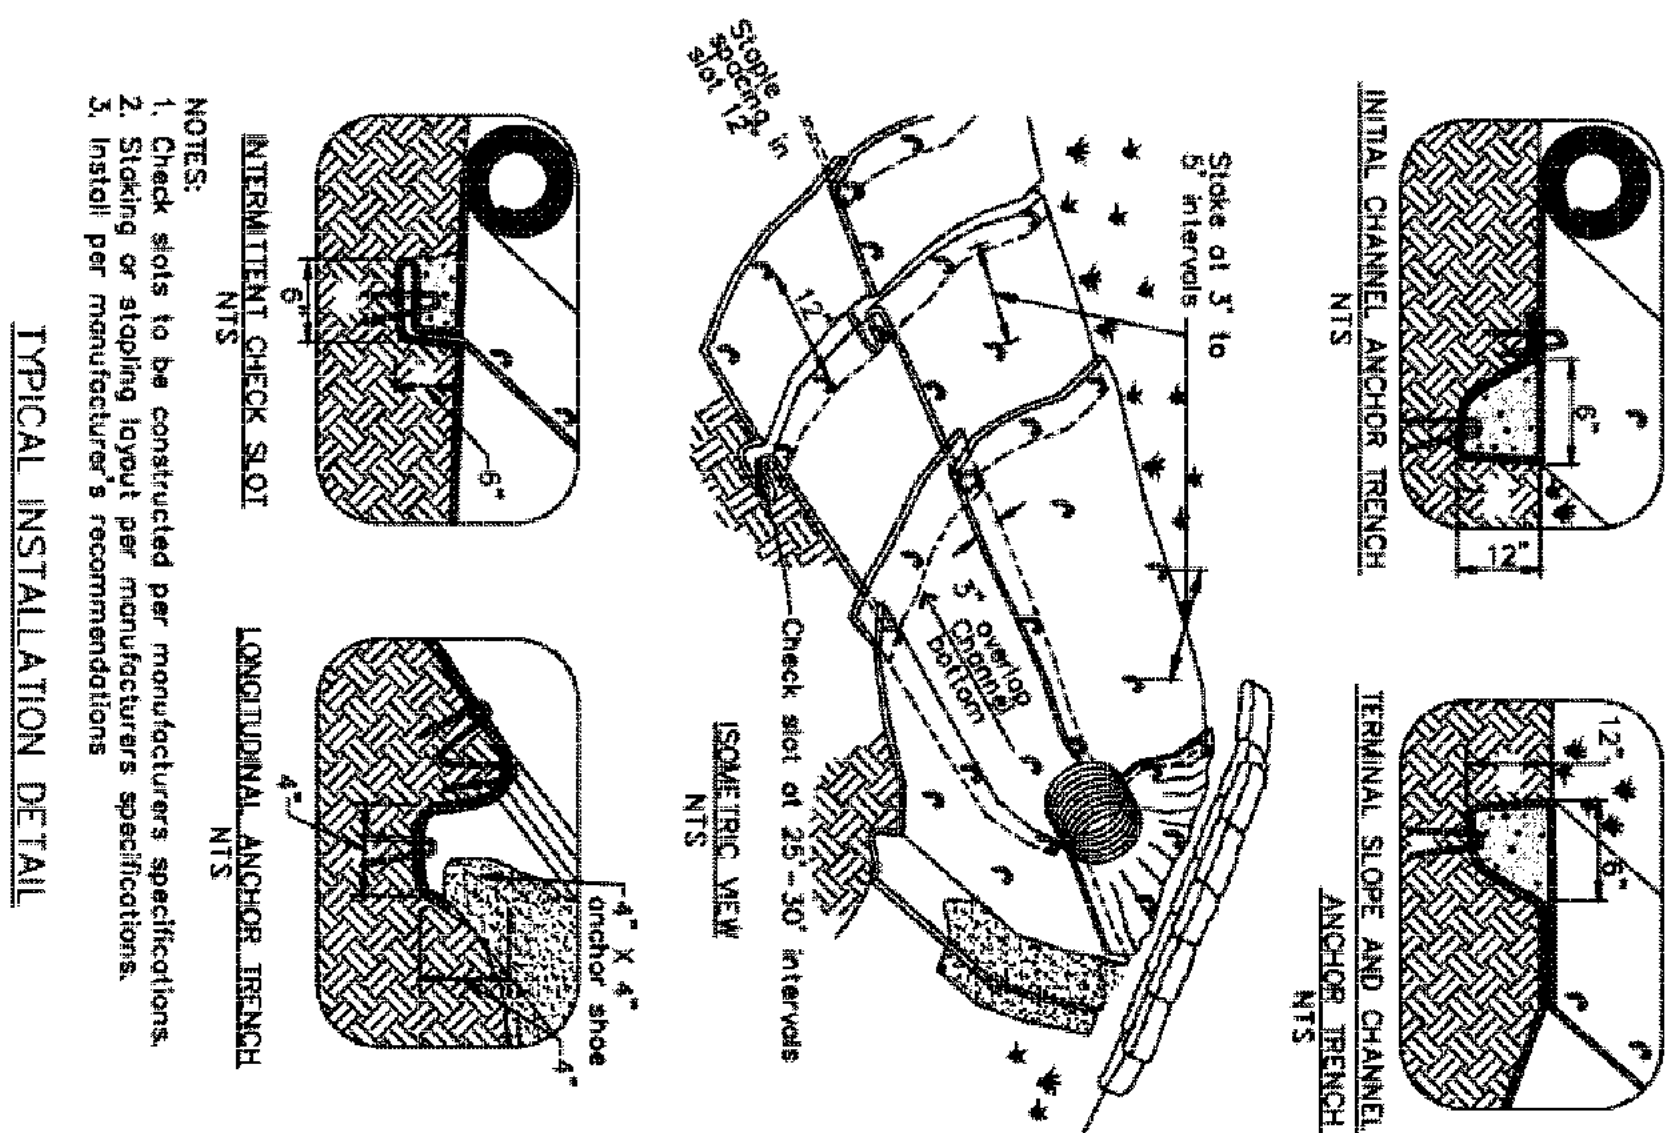 6"
12"
INITIAL CHANNEL ANCHOR TRENCH
NTS
12"
6"
TERMINAL SLOPE AND CHANNEL
ANCHOR TRENCH
NTS
Stake at 3' to
5' intervals
Staple
spacing in
slot 12"
12"
3" overlap
Channel
bottom
Check slot at 25'-30' intervals
ISOMETRIC VIEW
NTS
6"
6"
INTERMITTENT CHECK SLOT
NTS
4" X 4"
anchor shoe
4"
4"
LONGITUDINAL ANCHOR TRENCH
NTS
NOTES:
1. Check slots to be constructed per manufacturers specifications.
2. Staking or stapling layout per manufacturers specifications.
3. Install per manufacturer's recommendations
TYPICAL INSTALLATION DETAIL